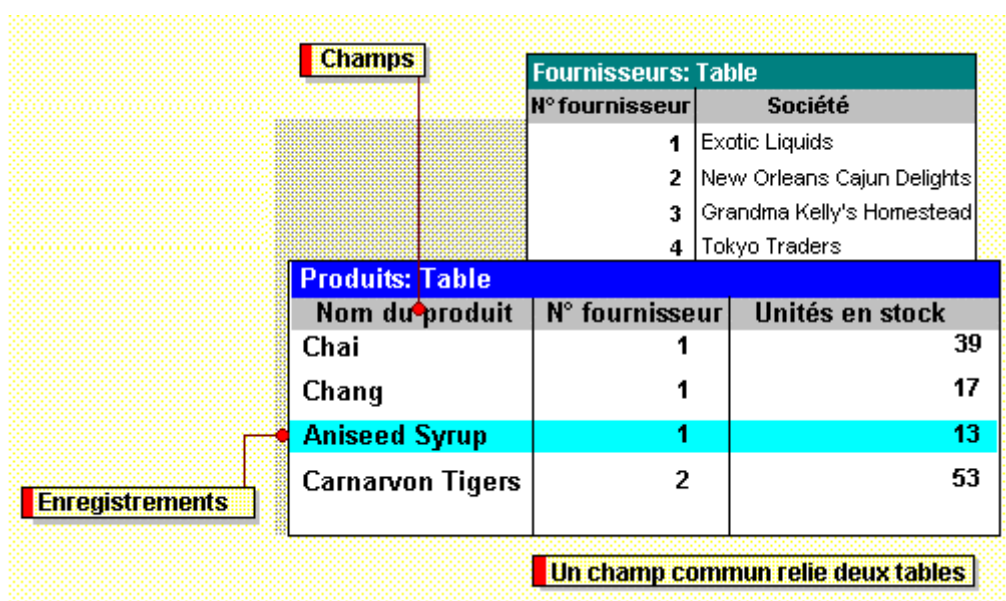 Champs
Fournisseurs: Table
N° fournisseur Société
1 Exotic Liquids
2 New Orleans Cajun Delights
3 Grandma Kelly's Homestead
4 Tokyo Traders
Produits: Table
Nom du produit N° fournisseur Unités en stock
Chai 1 39
Chang 1 17
Aniseed Syrup 1 13
Carnarvon Tigers 2 53
Enregistrements
Un champ commun relie deux tables